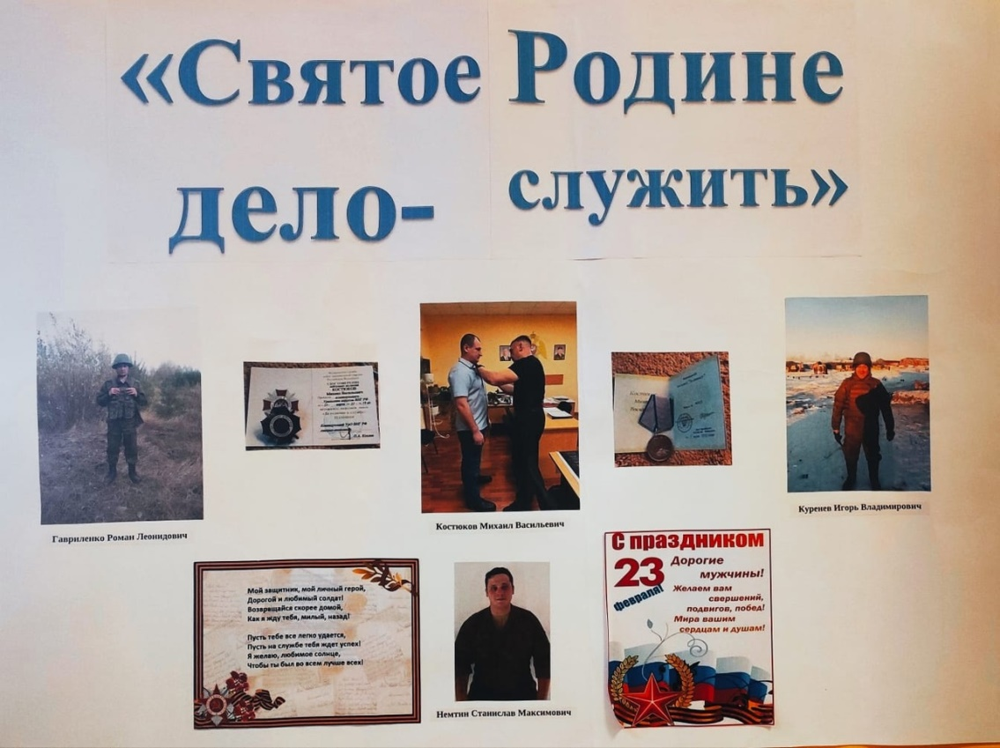 «Святое Родине
дело-
служить»
КОСТЮКОВ
Гавриленко Роман Леонидович
Костюков Михаил Васильевич
Куренев Игорь Владимирович
Мой защитник, мой личный герой,
Дорогой и любимый солдат!
Возвращайся скорее домой,
Как я жду тебя, милый, назад!
Пусть тебе все легко удается,
Пусть на службе тебя ждет успех!
Я желаю, любимое солнце,
Чтобы ты был во всем лучше всех!
Немтин Станислав Максимович
С праздником
23
февраля!
Дорогие
мужчины!
Желаем вам
свершений,
подвигов, побед!
Мира вашим
сердцам и душам!